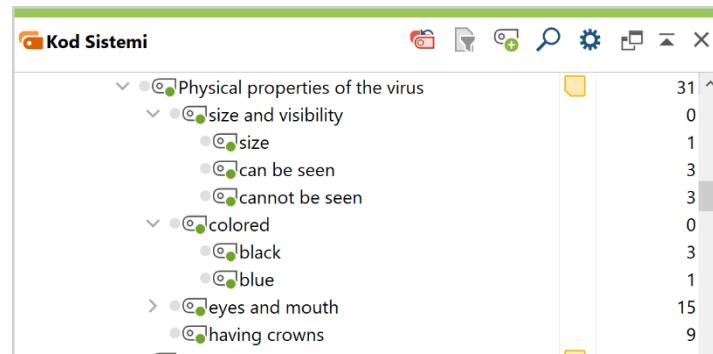 Kod Sistemi
Physical properties of the virus 31
size and visibility 0
size 1
can be seen 3
cannot be seen 3
colored 0
black 3
blue 1
eyes and mouth 15
having crowns 9